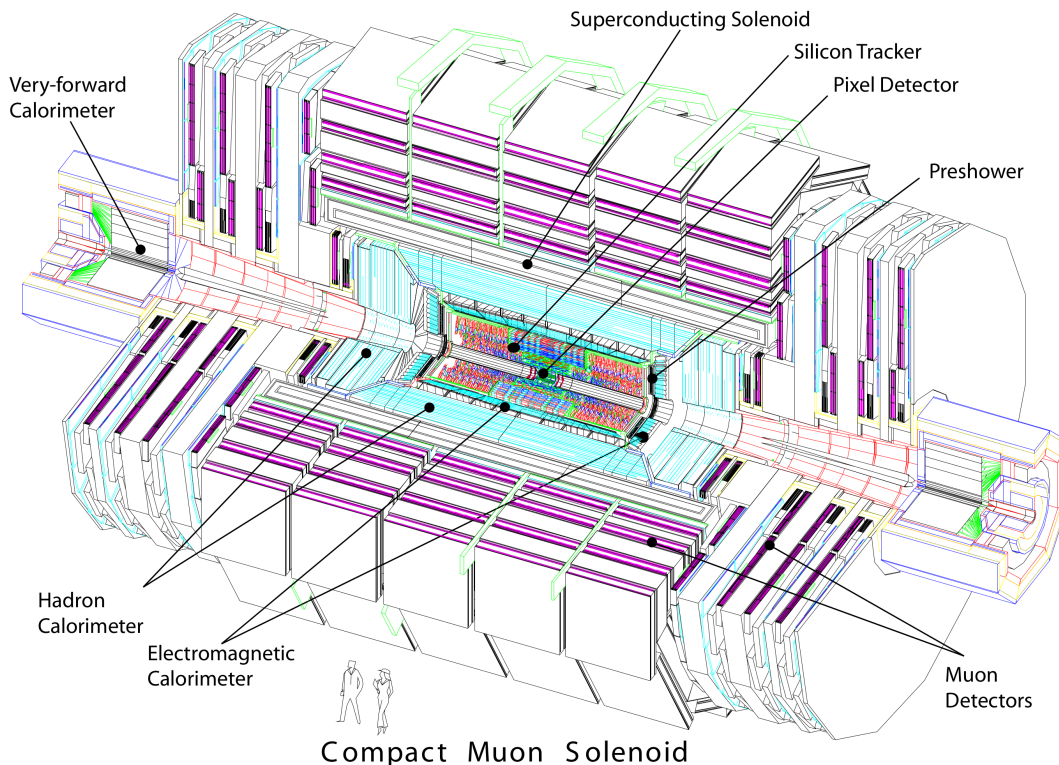 Superconducting Solenoid
Silicon Tracker
Pixel Detector
Very-forward
Calorimeter
Preshower
Hadron
Calorimeter
Electromagnetic
Calorimeter
Muon
Detectors
Compact Muon Solenoid